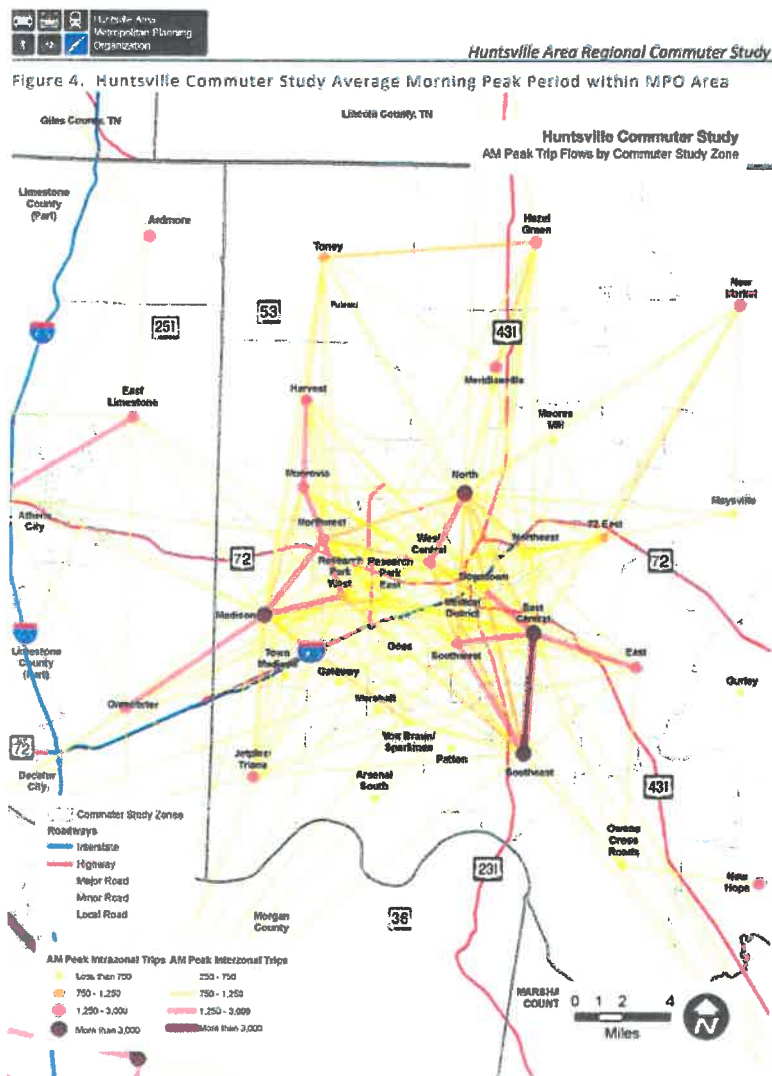 Huntsville Area
Metropolitan Planning
Organization
Huntsville Area Regional Commuter Study
Figure 4. Huntsville Commuter Study Average Morning Peak Period within MPO Area
Giles County, TN
Lincoln County, TN
Huntsville Commuter Study
AM Peak Trip Flows by Commuter Study Zone
Limestone
County
(Part)
Ardmore
Hazel
Green
Toney
New
Market
53
251
431
Meridianville
East
Limestone
Harvest
Moores
Mill
Monrovia
North
Maysville
Athens
City
Northwest
West
Central
Northeast
72 East
72
Research
Park
West
Research
Park
East
Downtown
72
Madison
Medical
District
East
Central
Limestone
County
(Part)
Town
Madison
Goss
Southwest
East
Gateway
Gurley
Greenbrier
Marshall
72
Decatur
City
Jetplex/
Triana
Von Braun/
Sparkman
Patton
Southeast
Arsenal
South
431
Commuter Study Zones
Roadways
Interstate
Highway
Major Road
Minor Road
Local Road
Owens
Cross
Roads
231
New
Hope
Morgan
County
36
AM Peak Intrazonal Trips AM Peak Interzonal Trips
Less than 750 250 - 750
750 - 1,250 750 - 1,250
1,250 - 3,000 1,250 - 3,000
More than 3,000 More than 3,000
MARSHA
COUNT
0 1 2 4
Miles
N